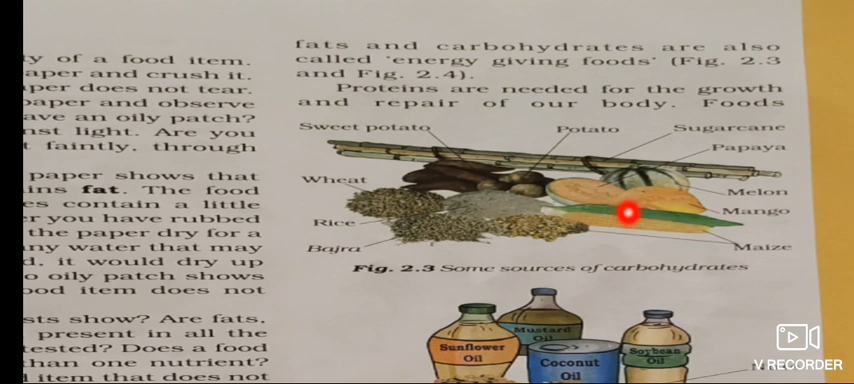 ty of a food item.
aper and crush it.
aper does not tear.
paper and observe
ave an oily patch?
nst light. Are you
t faintly, through
paper shows that
ins fat. The food
es contain a little
er you have rubbed
the paper dry for a
any water that may
d, it would dry up
o oily patch shows
ood item does not
sts show? Are fats,
present in all the
tested? Does a food
than one nutrient?
l item that does not
fats and carbohydrates are also
called 'energy giving foods' (Fig. 2.3
and Fig. 2.4).
Proteins are needed for the growth
and repair of our body. Foods
Sweet potato
Potato
Sugarcane
Papaya
Wheat
Melon
Mango
Rice
Bajra
Maize
Fig. 2.3 Some sources of carbohydrates
Mustard
Oil
Sunflower
Oil
Coconut
Oil
Soybean
Oil
V RECORDER